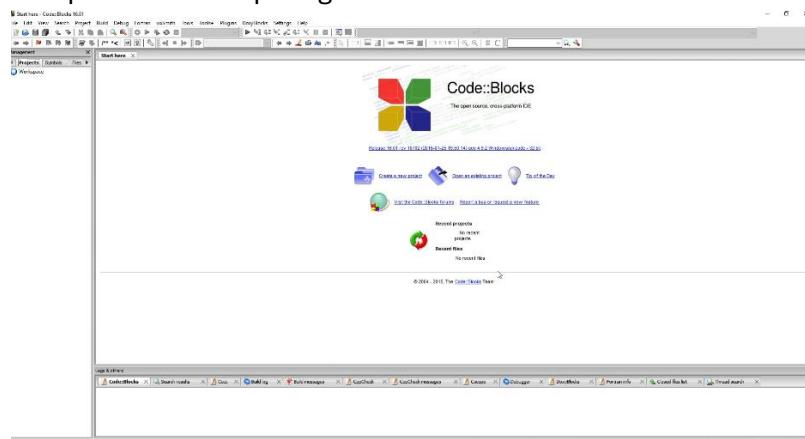 Start here - Code::Blocks 16.01
File Edit View Search Project Build Debug Fortran wxSmith Tools Tools+ Plugins DoxyBlocks Settings Help
Management
Projects Symbols Files
Workspace
Start here
Code::Blocks
The open source, cross-platform IDE
Create a new project
Open an existing project
Tip of the Day
Visit the Code::Blocks forums
Report a bug or request a new feature
Recent projects
No recent
projects
Recent files
No recent files
© 2004 - 2015, The Code::Blocks Team
Logs & others
Code::Blocks Search results Cccc Build log Build messages CppCheck CppCheck messages Cscope Debugger DoxyBlocks Fortran info Closed files list Thread search